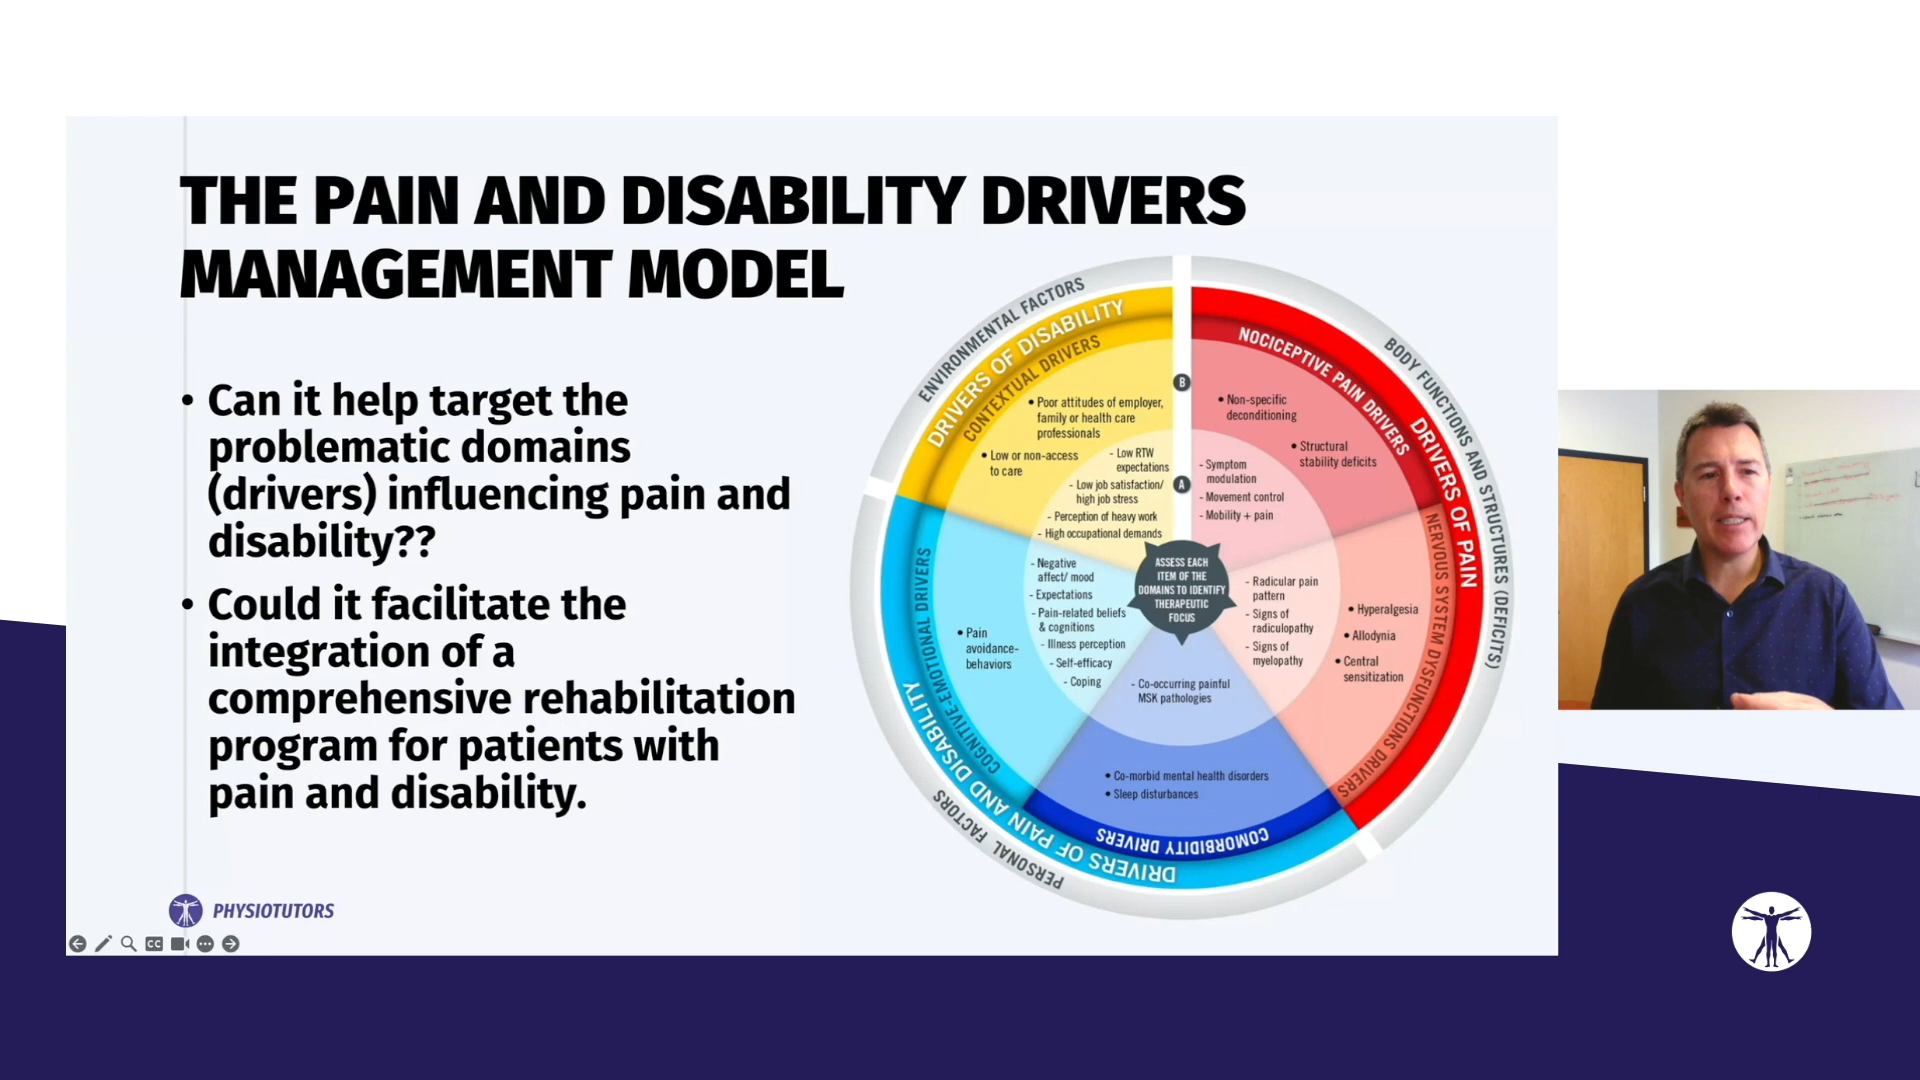 THE PAIN AND DISABILITY DRIVERS
MANAGEMENT MODEL
• Can it help target the
problematic domains
(drivers) influencing pain and
disability??
• Could it facilitate the
integration of a
comprehensive rehabilitation
program for patients with
pain and disability.
ENVIRONMENTAL FACTORS
DRIVERS OF DISABILITY
CONTEXTUAL DRIVERS
• Poor attitudes of employer,
family or health care
professionals
• Low or non-access
to care
- Low RTW
expectations
- Low job satisfaction/
high job stress
- Perception of heavy work
- High occupational demands
B
A
BODY FUNCTIONS AND STRUCTURES (DEFICITS)
DRIVERS OF PAIN
NOCICEPTIVE PAIN DRIVERS
• Non-specific
deconditioning
• Structural
stability deficits
- Symptom
modulation
- Movement control
- Mobility + pain
NERVOUS SYSTEM DYSFUNCTIONS DRIVERS
- Radicular pain
pattern
- Signs of
radiculopathy
- Signs of
myelopathy
• Hyperalgesia
• Allodynia
• Central
sensitization
ASSESS EACH
ITEM OF THE
DOMAINS TO IDENTIFY
THERAPEUTIC
FOCUS
COGNITIVE-EMOTIONAL DRIVERS
- Negative
affect/ mood
- Expectations
- Pain-related beliefs
& cognitions
- Illness perception
- Self-efficacy
- Coping
• Pain
avoidance-
behaviors
- Co-occurring painful
MSK pathologies
• Co-morbid mental health disorders
• Sleep disturbances
COMORBIDITY DRIVERS
DRIVERS OF PAIN AND DISABILITY
PERSONAL FACTORS
PHYSIOTUTORS
CC